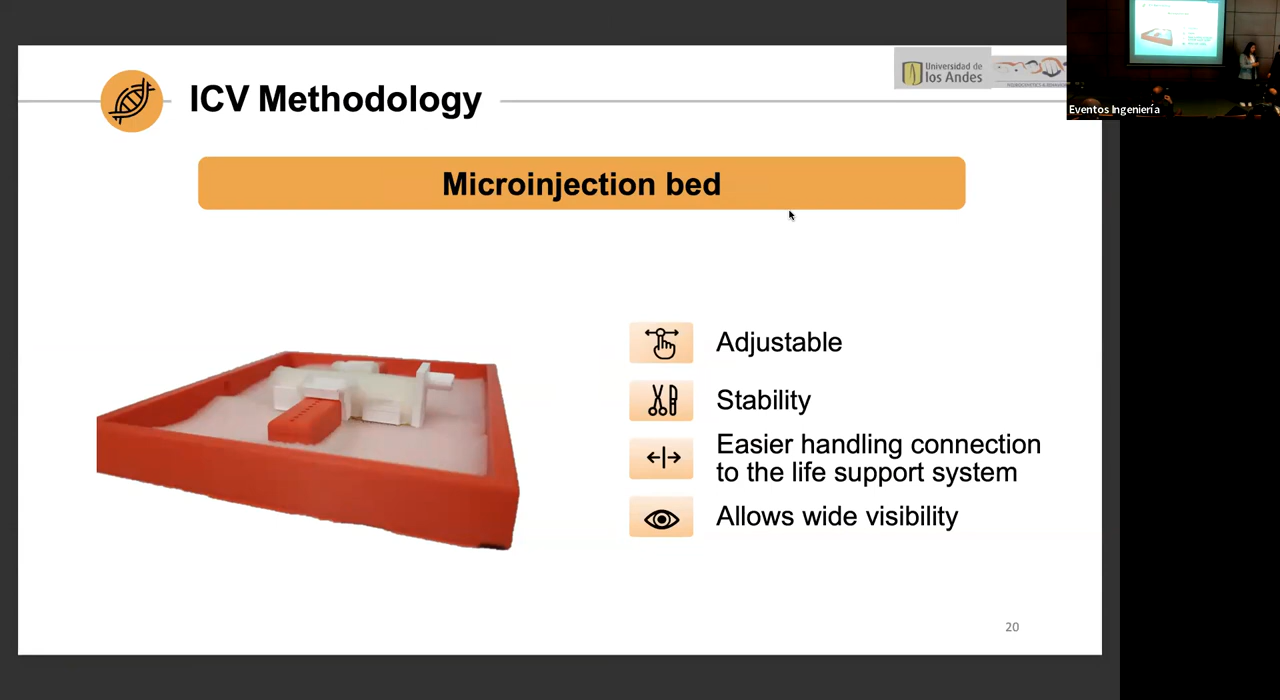 ICV Methodology
Universidad de
los Andes
Eventos Ingeniería
Microinjection bed
Adjustable
Stability
Easier handling connection
to the life support system
Allows wide visibility
20